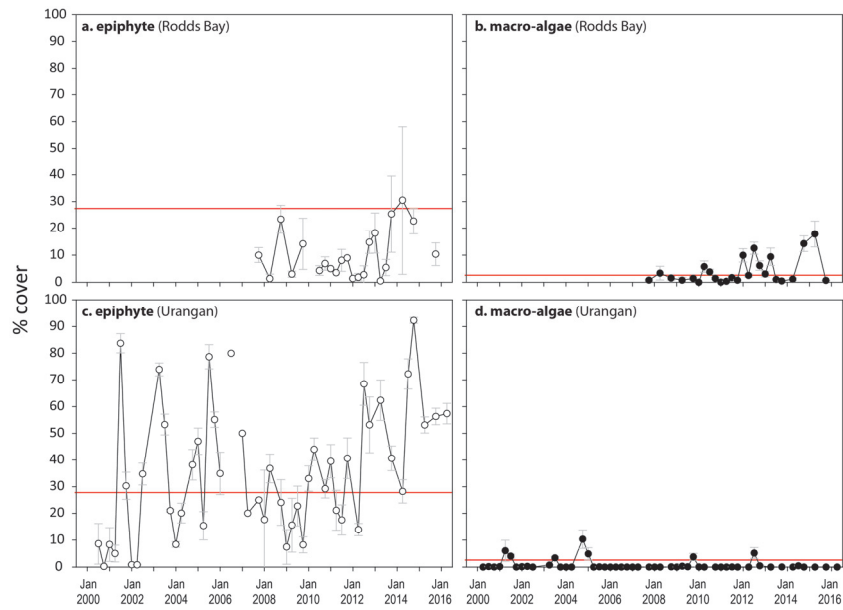 a. epiphyte (Rodds Bay)
b. macro-algae (Rodds Bay)
100
90
80
70
60
50
40
30
20
10
0
% cover
c. epiphyte (Urangan)
d. macro-algae (Urangan)
100
90
80
70
60
50
40
30
20
10
0
Jan Jan Jan Jan Jan Jan Jan Jan Jan
2000 2002 2004 2006 2008 2010 2012 2014 2016
Jan Jan Jan Jan Jan Jan Jan Jan Jan
2000 2002 2004 2006 2008 2010 2012 2014 2016